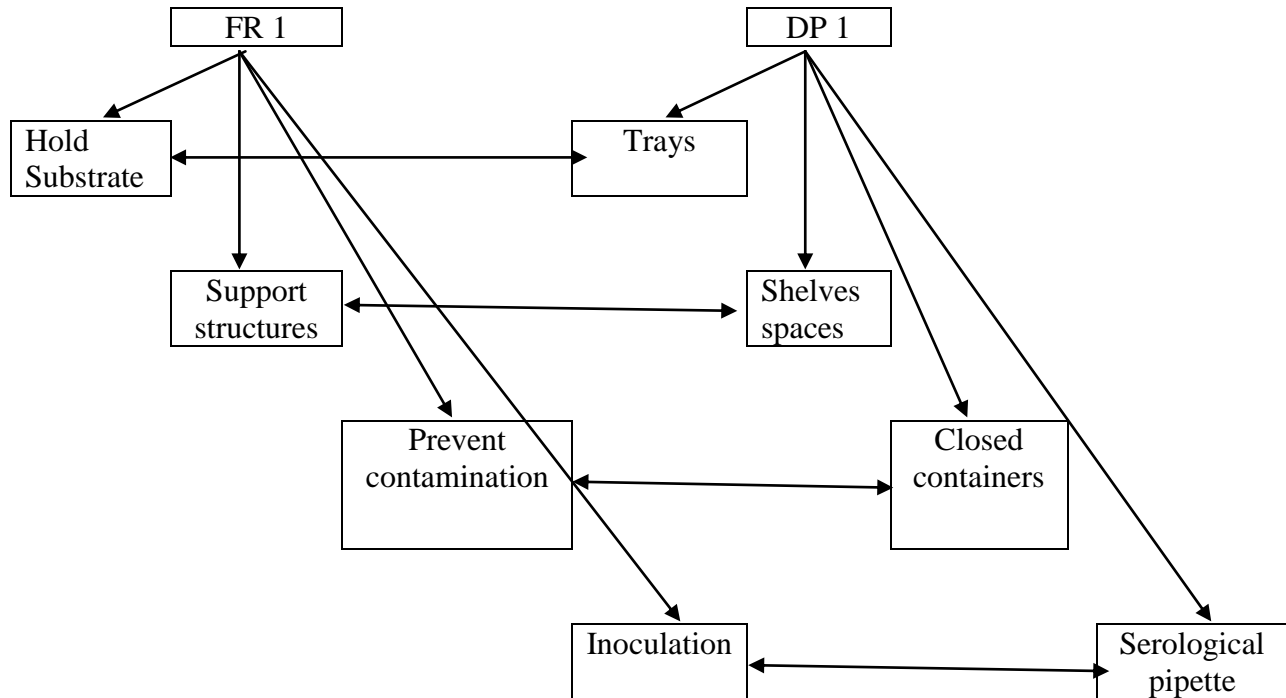 FR 1
DP 1
Hold
Substrate
Trays
Support
structures
Shelves
spaces
Prevent
contamination
Closed
containers
Inoculation
Serological
pipette